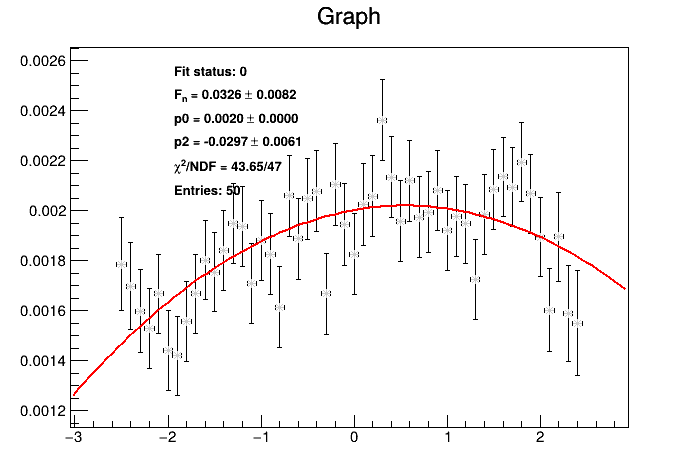 Graph
Fit status: 0
Fn = 0.0326 ± 0.0082
p0 = 0.0020 ± 0.0000
p2 = -0.0297 ± 0.0061
χ²/NDF = 43.65/47
Entries: 50
0.0026
0.0024
0.0022
0.002
0.0018
0.0016
0.0014
0.0012
−3 −2 −1 0 1 2